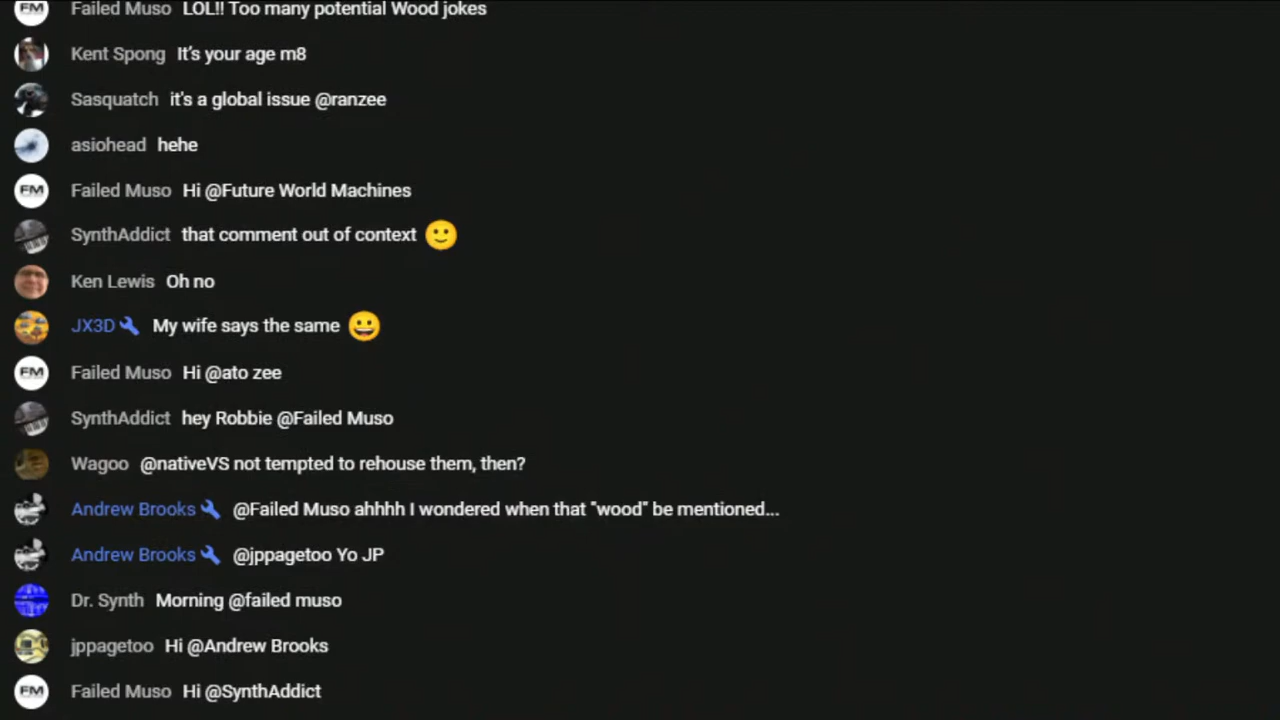 FM Failed Muso LOL!! Too many potential Wood jokes
Kent Spong It's your age m8
Sasquatch it's a global issue @ranzee
asiohead hehe
FM Failed Muso Hi @Future World Machines
SynthAddict that comment out of context 🙂
Ken Lewis Oh no
JX3D My wife says the same 😀
FM Failed Muso Hi @ato zee
SynthAddict hey Robbie @Failed Muso
Wagoo @nativeVS not tempted to rehouse them, then?
Andrew Brooks @Failed Muso ahhhh I wondered when that "wood" be mentioned...
Andrew Brooks @jppagetoo Yo JP
Dr. Synth Morning @failed muso
jppagetoo Hi @Andrew Brooks
FM Failed Muso Hi @SynthAddict